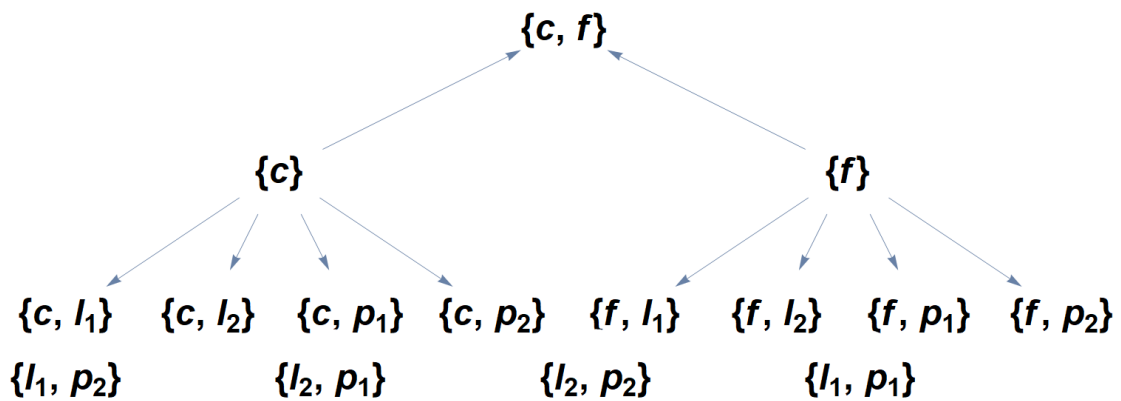 {c, f}
{c} {f}
{c, l₁} {c, l₂} {c, p₁} {c, p₂} {f, l₁} {f, l₂} {f, p₁} {f, p₂}
{l₁, p₂} {l₂, p₁} {l₂, p₂} {l₁, p₁}